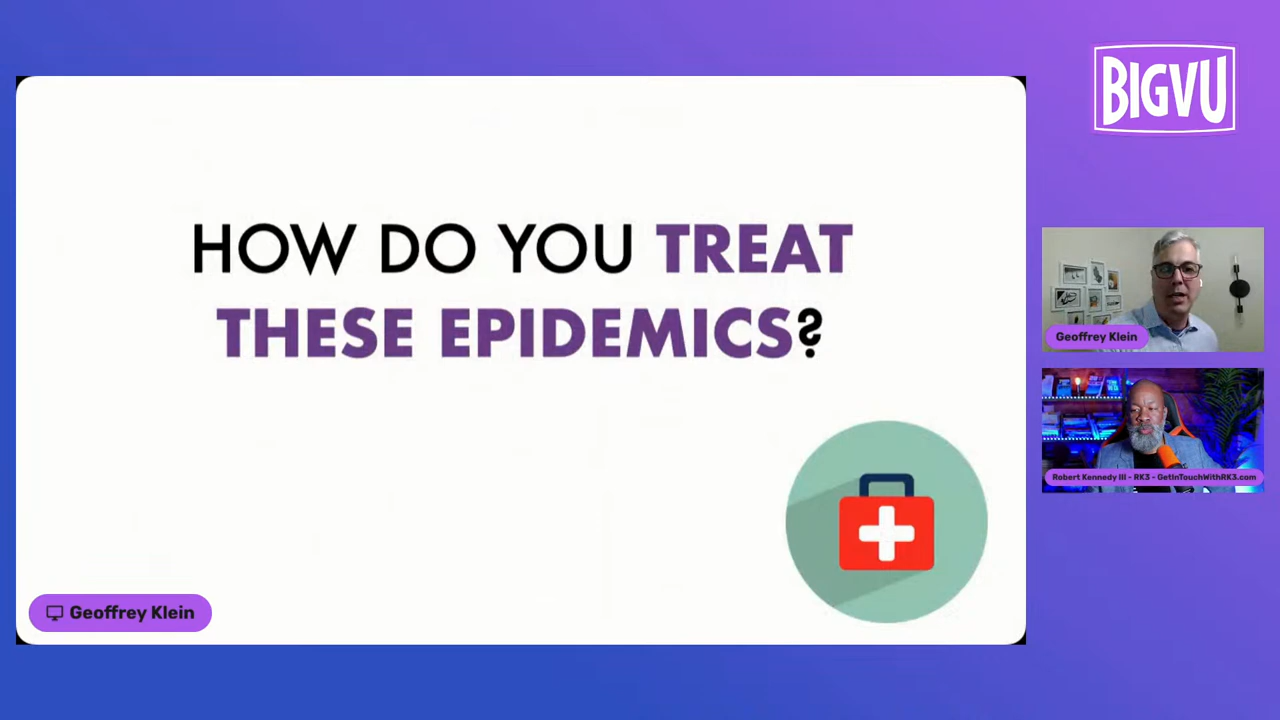 BIGVU
HOW DO YOU TREAT
THESE EPIDEMICS?
Geoffrey Klein
Geoffrey Klein
Robert Kennedy III - RK3 - GetInTouchWithRK3.com